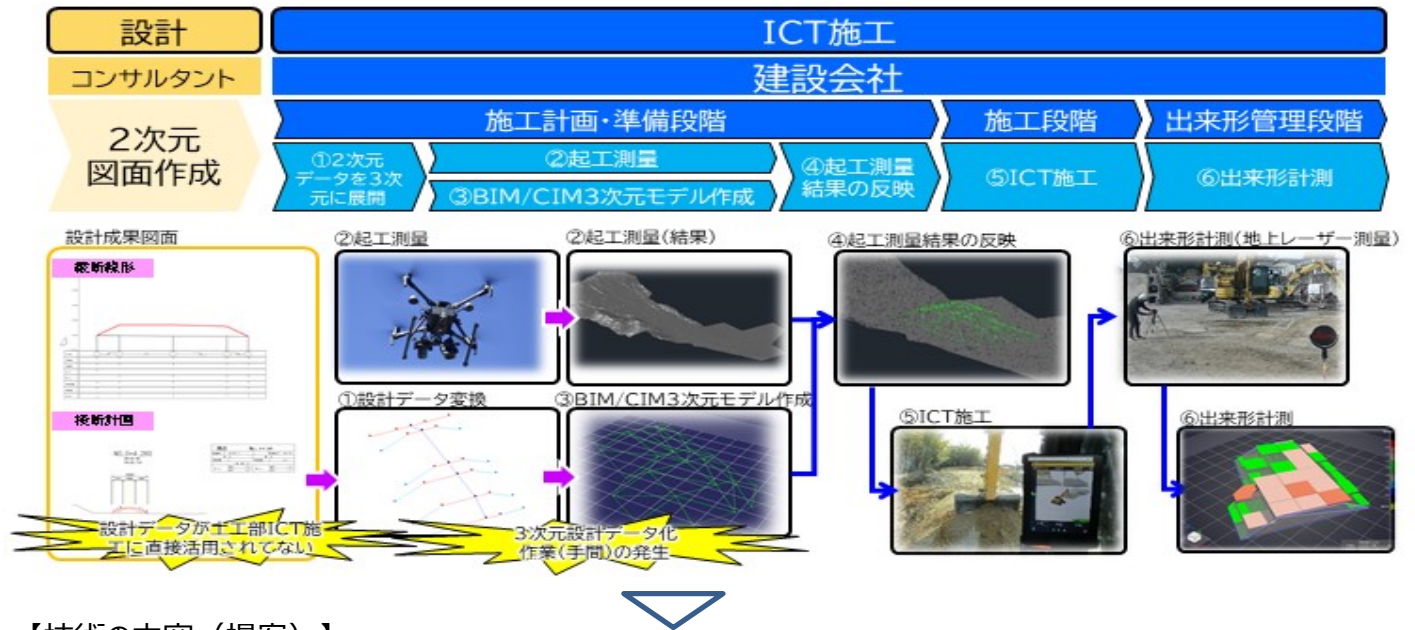 設計
ICT施工
コンサルタント
建設会社
2次元
図面作成
施工計画・準備段階
施工段階
出来形管理段階
①2次元
データを3次
元に展開
②起工測量
③BIM/CIM3次元モデル作成
④起工測量
結果の反映
⑤ICT施工
⑥出来形計測
設計成果図面
②起工測量
②起工測量(結果)
④起工測量結果の反映
⑥出来形計測(地上レーザー測量)
縦断線形
①設計データ変換
③BIM/CIM3次元モデル作成
横断計画
⑤ICT施工
⑥出来形計測
設計データが土工部ICT施
工に直接活用されてない
3次元設計データ化
作業(手間)の発生